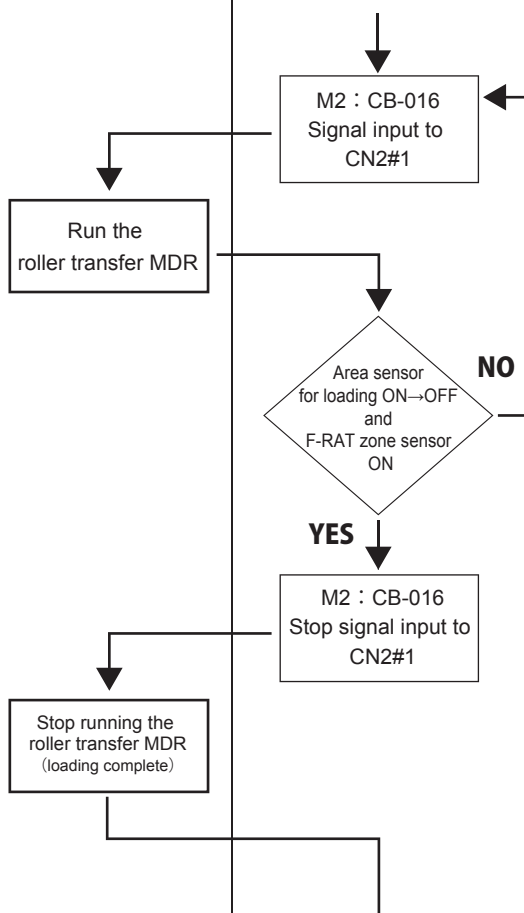 M2：CB-016
Signal input to
CN2#1
Run the
roller transfer MDR
Area sensor
for loading ON→OFF
and
F-RAT zone sensor
ON
NO
YES
M2：CB-016
Stop signal input to
CN2#1
Stop running the
roller transfer MDR
（loading complete）